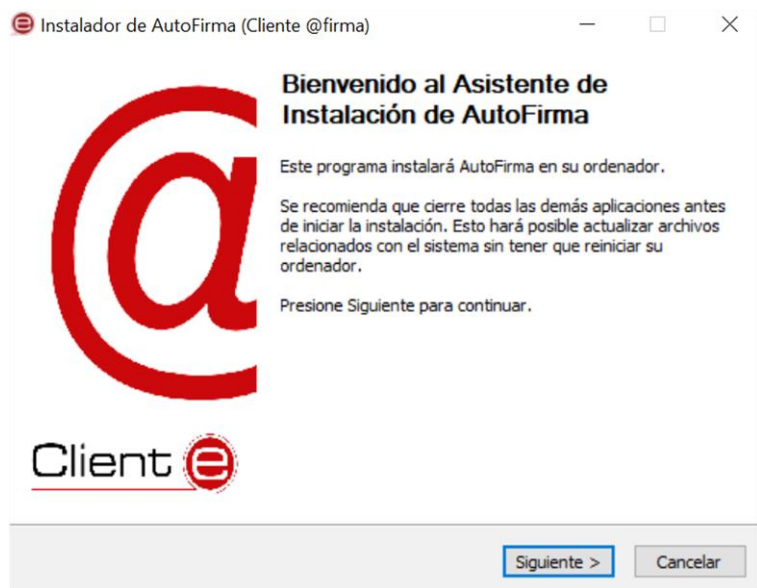 Instalador de AutoFirma (Cliente @firma)
Bienvenido al Asistente de
Instalación de AutoFirma
Este programa instalará AutoFirma en su ordenador.
Se recomienda que cierre todas las demás aplicaciones antes
de iniciar la instalación. Esto hará posible actualizar archivos
relacionados con el sistema sin tener que reiniciar su
ordenador.
Presione Siguiente para continuar.
@
Client e
Siguiente >
Cancelar